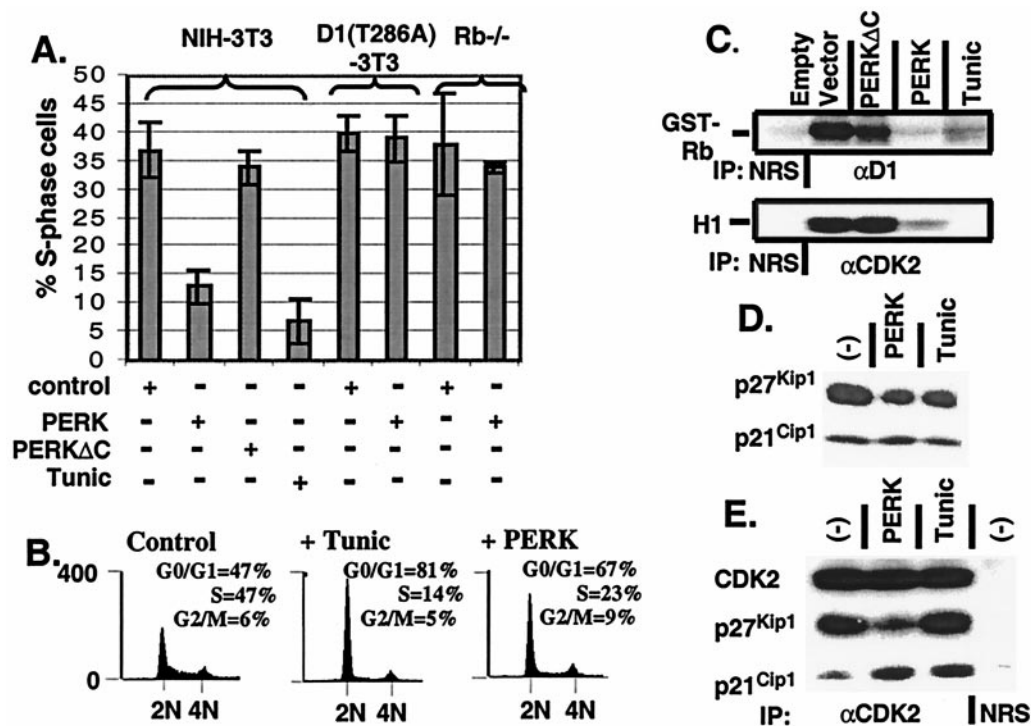 A.
NIH-3T3
D1(T286A)
-3T3
Rb-/-
% S-phase cells
50
45
40
35
30
25
20
15
10
5
0
control + - - - + - + -
PERK - + - - - + - +
PERKΔC - - + - - - - -
Tunic - - - + - - - -
B.
Control
G0/G1=47%
S=47%
G2/M=6%
+ Tunic
G0/G1=81%
S=14%
G2/M=5%
+ PERK
G0/G1=67%
S=23%
G2/M=9%
400
0
2N 4N 2N 4N 2N 4N
C.
Empty
Vector
PERKΔC
PERK
Tunic
GST-
Rb
IP: NRS αD1
H1
IP: NRS αCDK2
D.
(-) PERK Tunic
p27Kip1
p21Cip1
E.
(-) PERK Tunic (-)
CDK2
p27Kip1
p21Cip1
IP: αCDK2 NRS